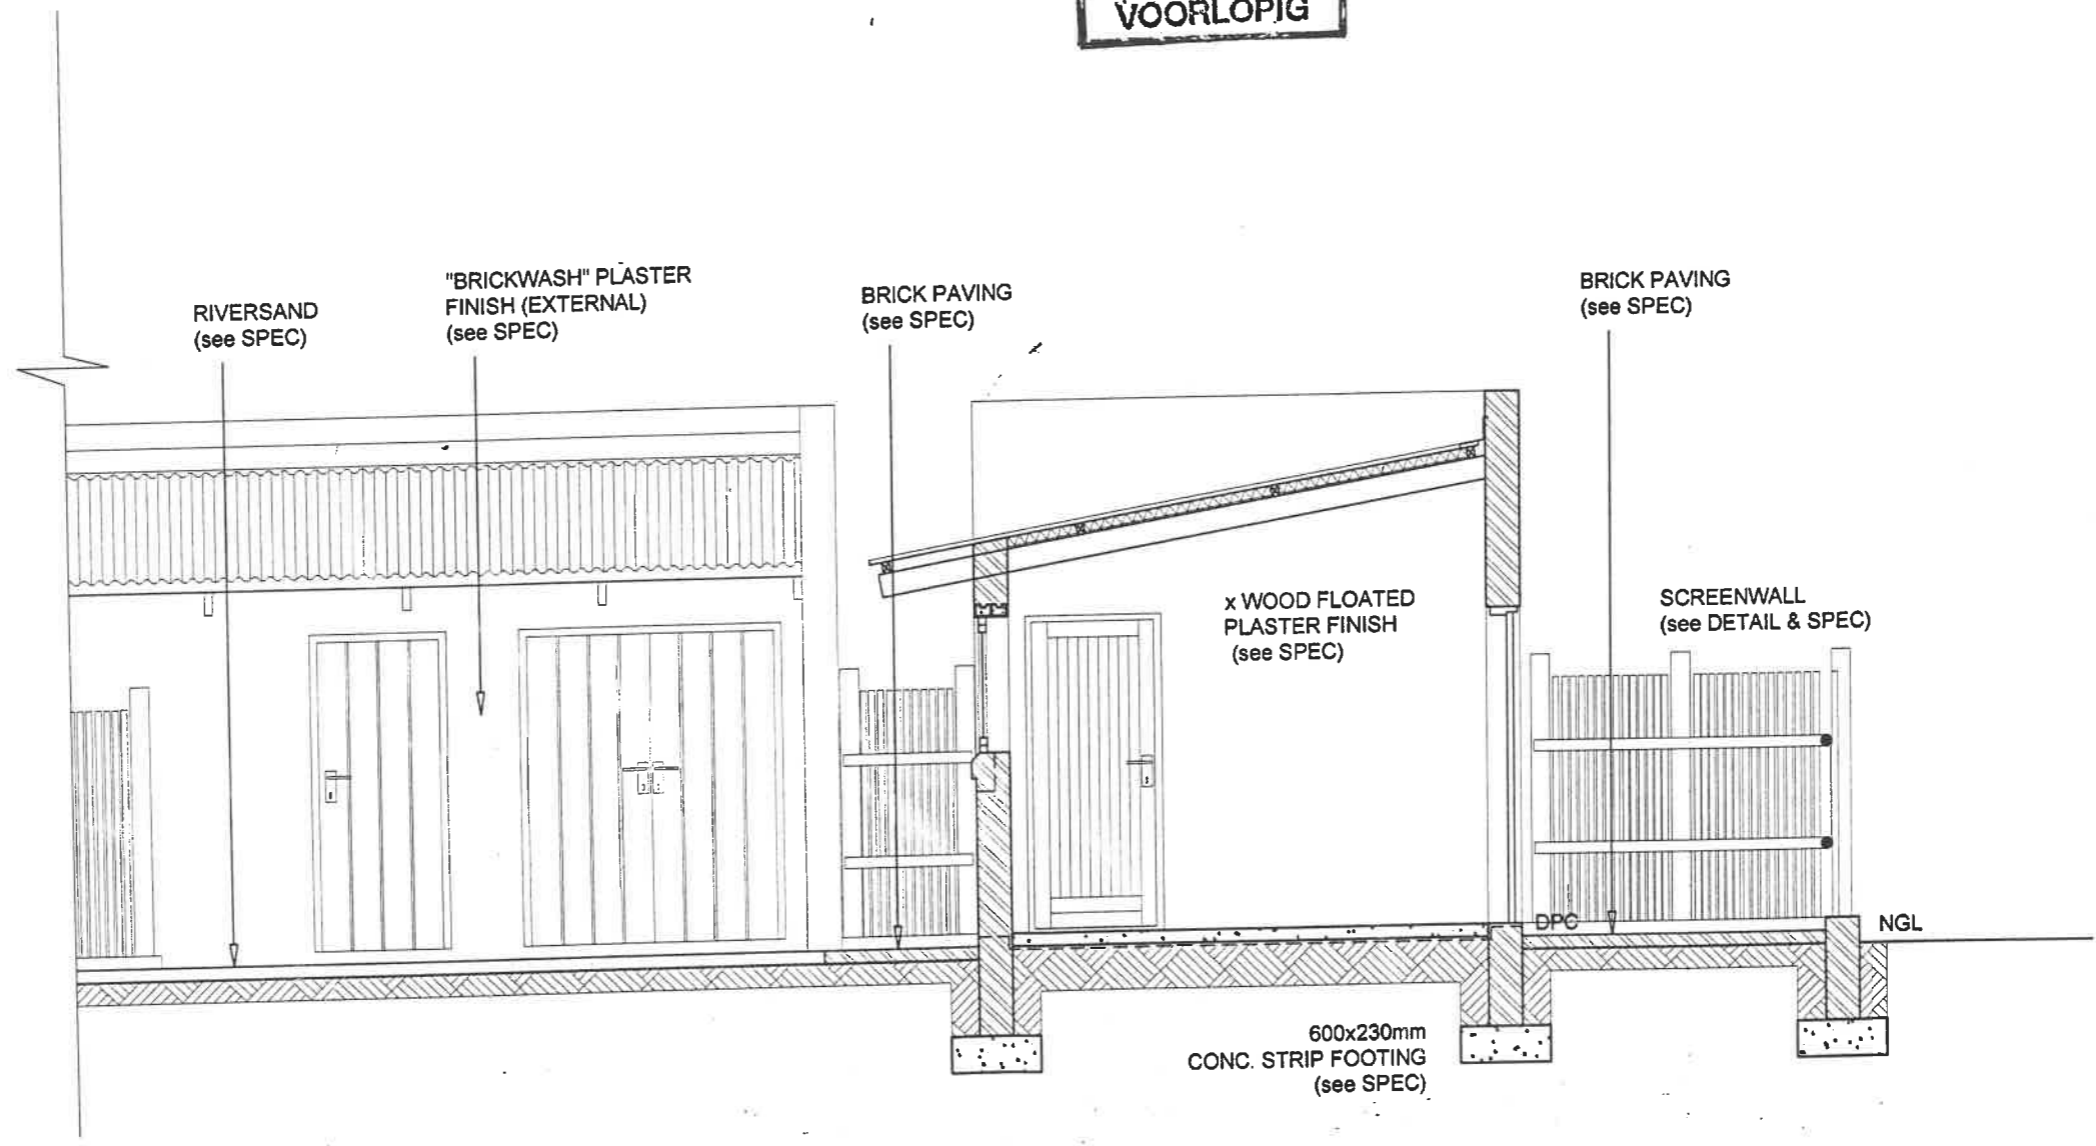 VOORLOPIG
RIVERSAND
(see SPEC)
"BRICKWASH" PLASTER
FINISH (EXTERNAL)
(see SPEC)
BRICK PAVING
(see SPEC)
BRICK PAVING
(see SPEC)
x WOOD FLOATED
PLASTER FINISH
(see SPEC)
SCREENWALL
(see DETAIL & SPEC)
DPC
NGL
600x230mm
CONC. STRIP FOOTING
(see SPEC)